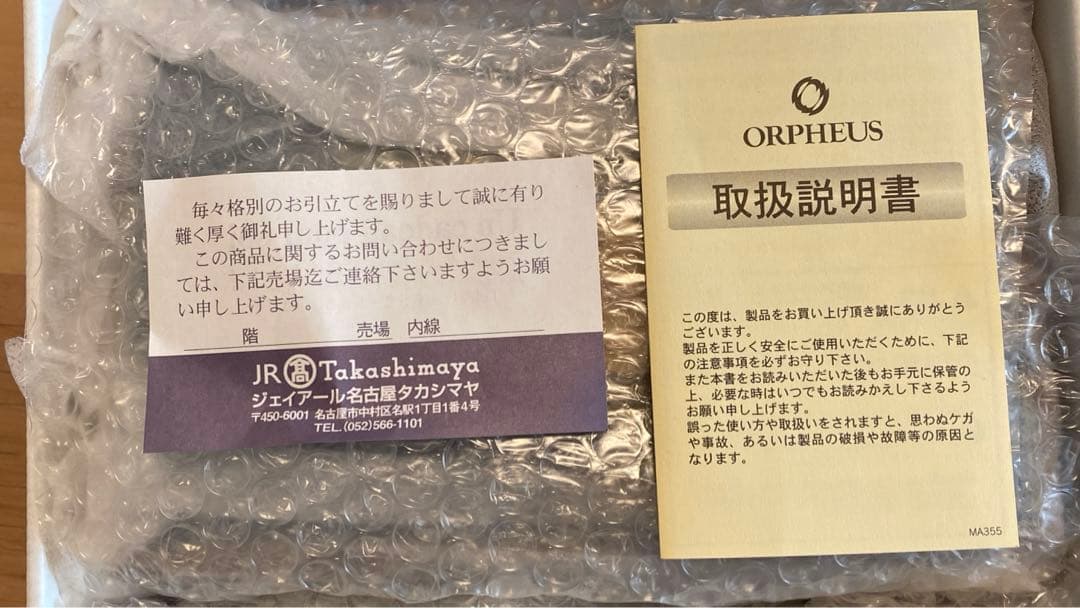 毎々格別のお引立てを賜りまして誠に有り
難く厚く御礼申し上げます。
この商品に関するお問い合わせにつきまし
ては、下記売場迄ご連絡下さいますようお願
い申し上げます。
階 売場 内線
JR 髙 Takashimaya
ジェイアール名古屋タカシマヤ
〒450-6001 名古屋市中村区名駅1丁目1番4号
TEL.(052)566-1101
ORPHEUS
取扱説明書
この度は、製品をお買い上げ頂き誠にありがとう
ございます。
製品を正しく安全にご使用いただくために、下記
の注意事項を必ずお守り下さい。
また本書をお読みいただいた後もお手元に保管の
上、必要な時はいつでもお読みかえし下さるよう
お願い申し上げます。
誤った使い方や取扱いをされますと、思わぬケガ
や事故、あるいは製品の破損や故障等の原因と
なります。
MA355